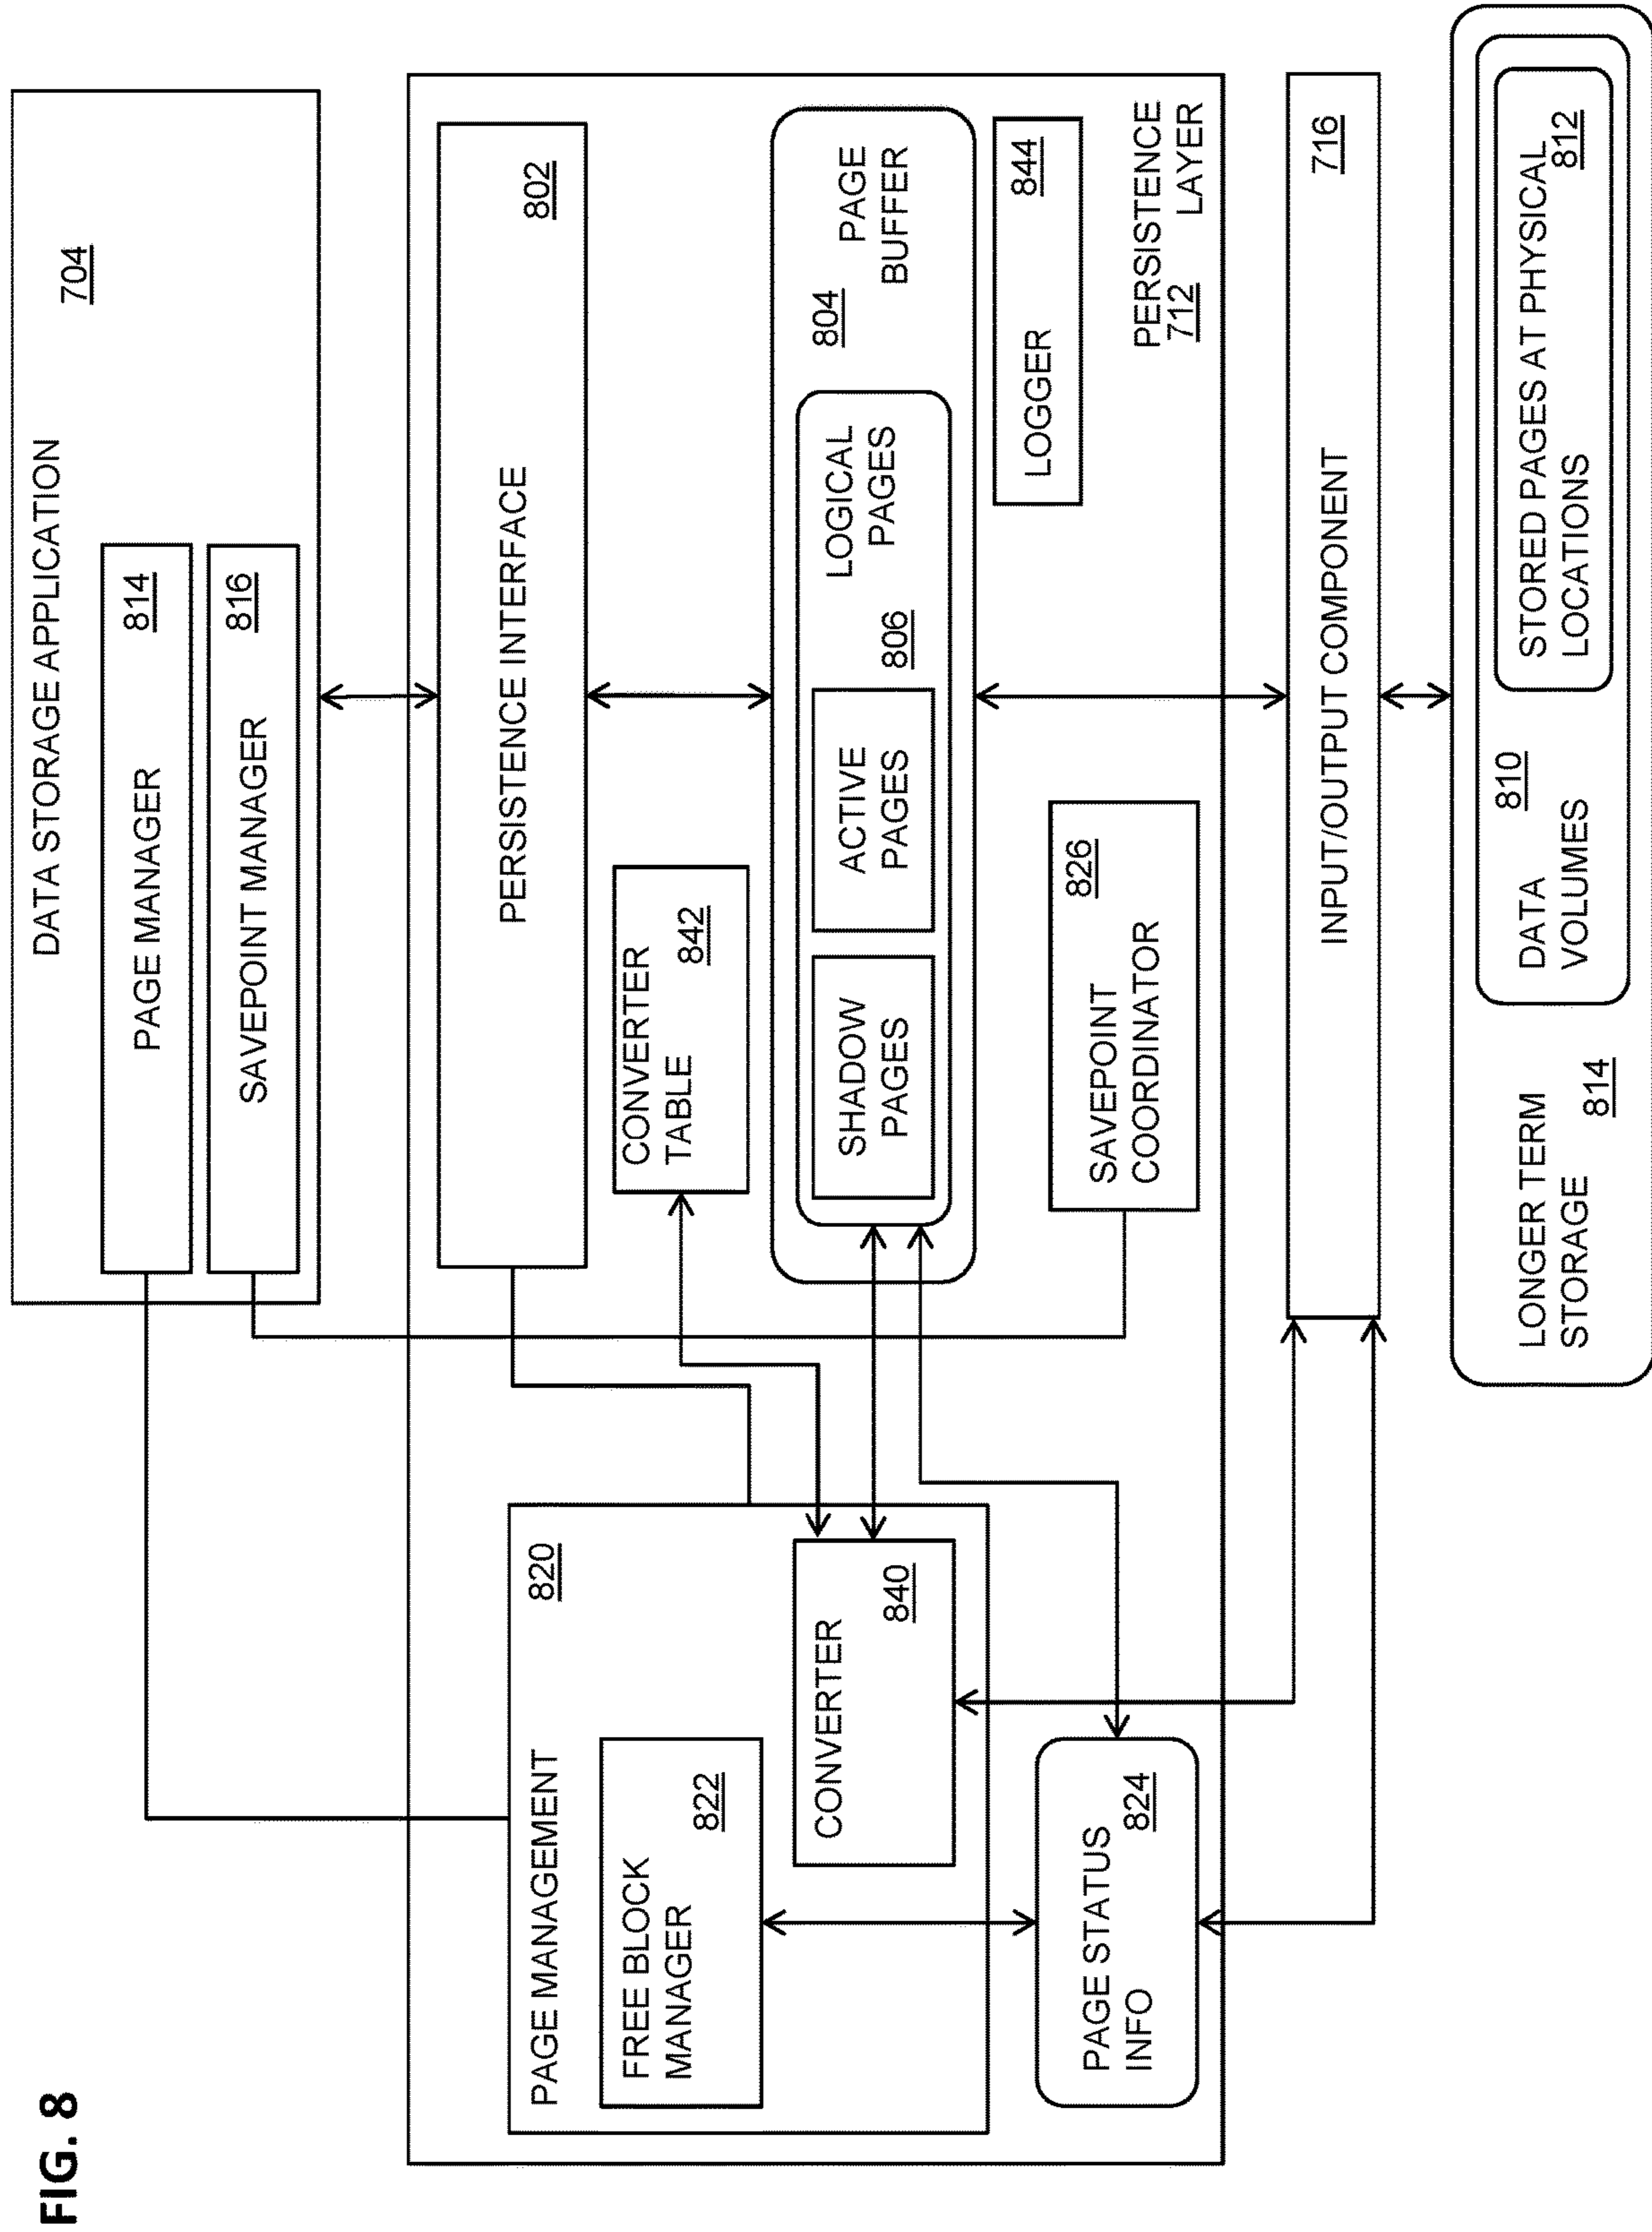 FIG. 8
DATA STORAGE APPLICATION
704
PAGE MANAGER
814
SAVEPOINT MANAGER
816
PERSISTENCE INTERFACE
802
PAGE MANAGEMENT
820
FREE BLOCK
MANAGER
822
CONVERTER
840
CONVERTER
TABLE
842
804
PAGE
BUFFER
LOGICAL
PAGES
806
SHADOW
PAGES
ACTIVE
PAGES
PAGE STATUS
INFO
824
SAVEPOINT
COORDINATOR
826
LOGGER
844
PERSISTENCE
LAYER
712
INPUT/OUTPUT COMPONENT
716
LONGER TERM
STORAGE
814
DATA
VOLUMES
810
STORED PAGES AT PHYSICAL
LOCATIONS
812